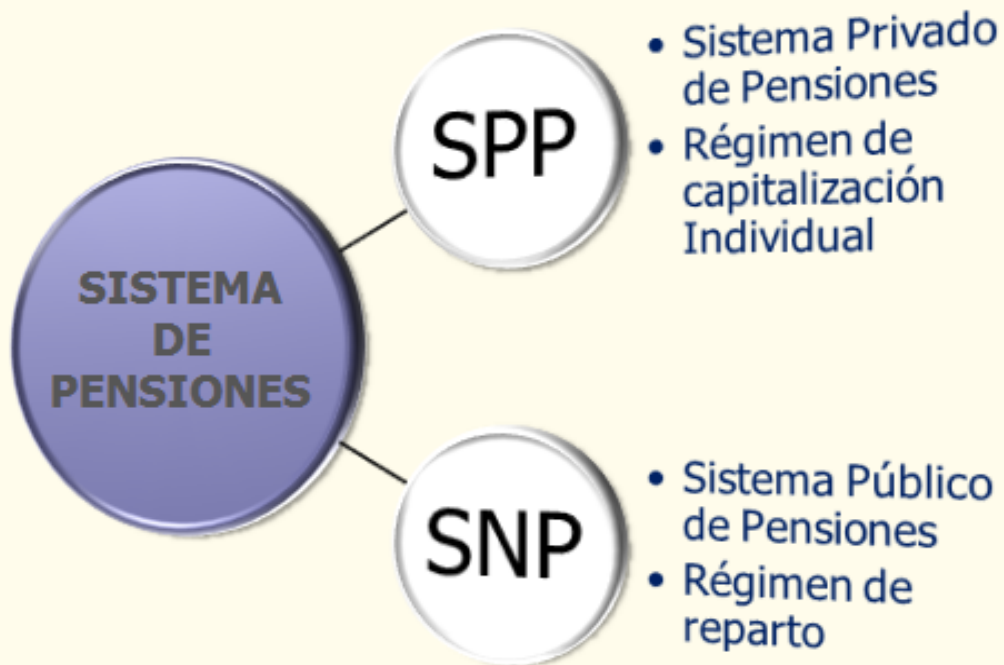 SISTEMA
DE
PENSIONES
SPP
• Sistema Privado
de Pensiones
• Régimen de
capitalización
Individual
SNP
• Sistema Público
de Pensiones
• Régimen de
reparto